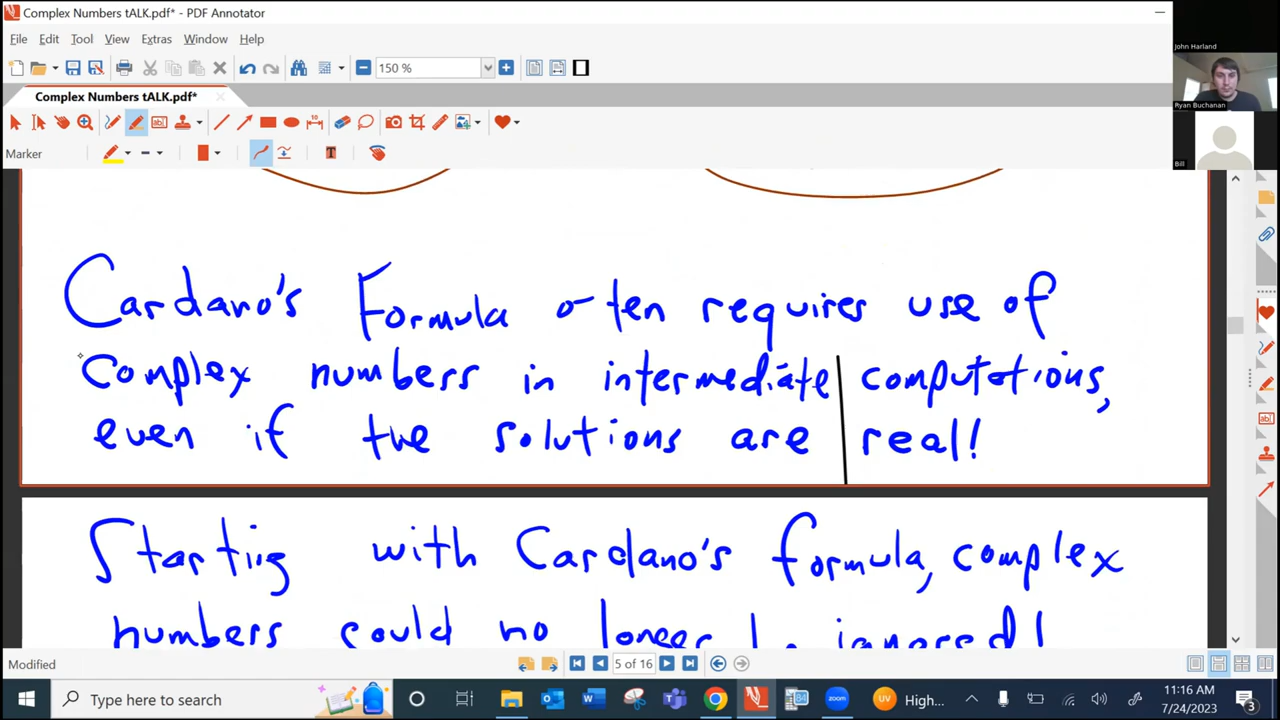 Complex Numbers tALK.pdf* - PDF Annotator
File Edit Tool View Extras Window Help
150 %
Complex Numbers tALK.pdf*
Marker
John Harland
Ryan Buchanan
Bill
Cardano's Formula often requires use of
complex numbers in intermediate computations,
even if the solutions are real!
Starting with Cardano's formula, complex
numbers could no longer be ignored!
Modified
5 of 16
Type here to search
UV
High...
11:16 AM
7/24/2023
3